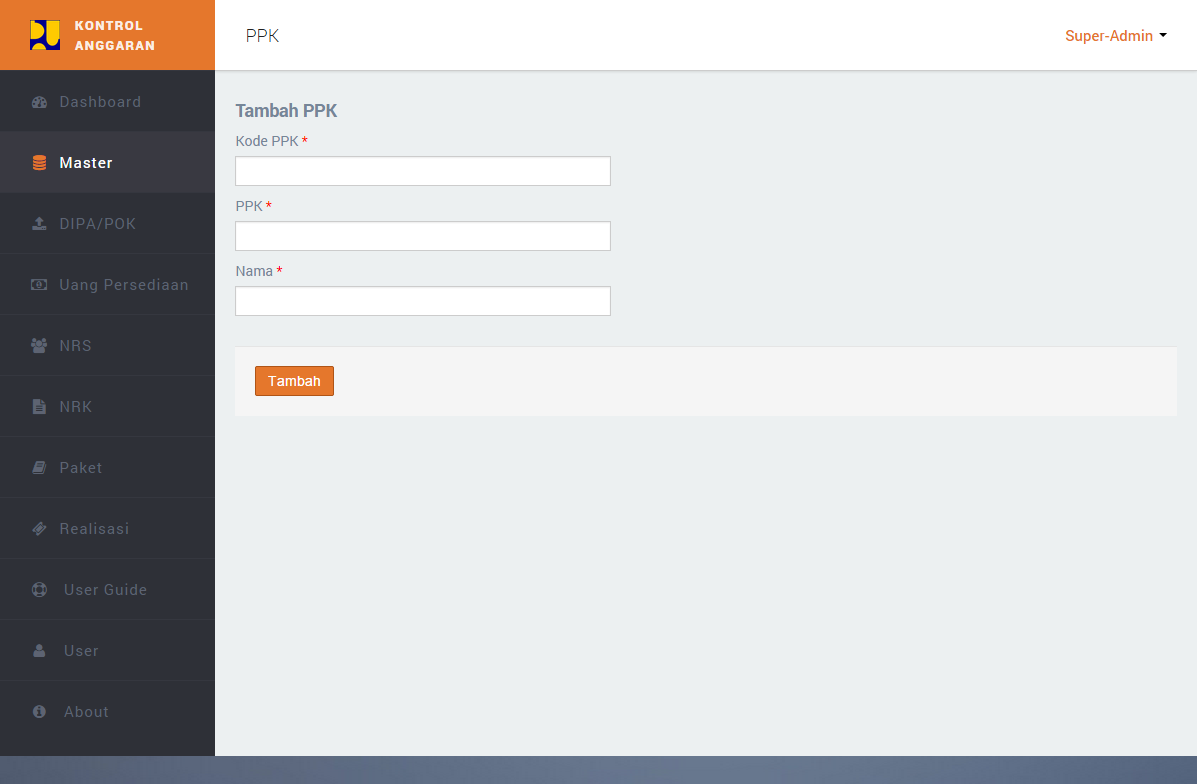 KONTROL
ANGGARAN
PPK
Super-Admin
Dashboard
Master
DIPA/POK
Uang Persediaan
NRS
NRK
Paket
Realisasi
User Guide
User
About
Tambah PPK
Kode PPK *
PPK *
Nama *
Tambah